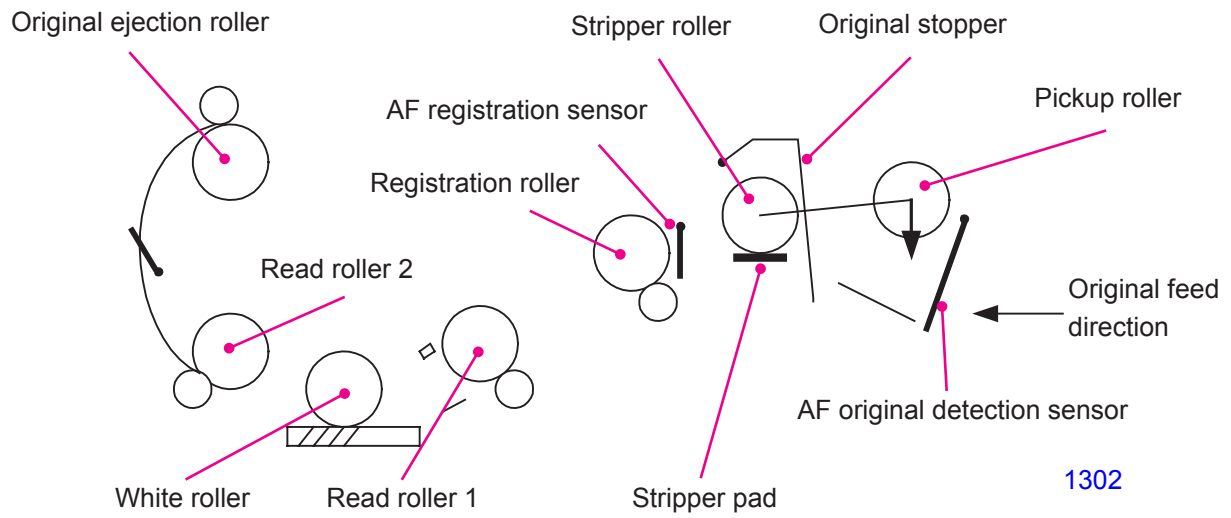 Original ejection roller
Stripper roller
Original stopper
AF registration sensor
Pickup roller
Registration roller
Read roller 2
Original feed
direction
AF original detection sensor
White roller
Read roller 1
Stripper pad
1302